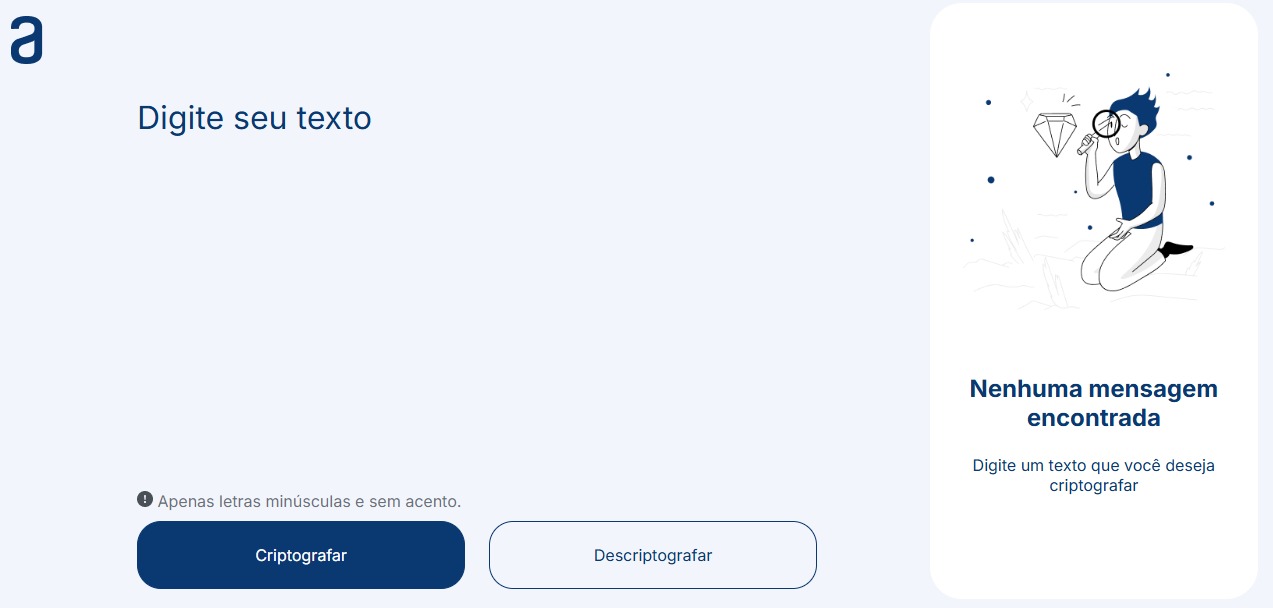 a
Digite seu texto
Apenas letras minúsculas e sem acento.
Criptografar
Descriptografar
Nenhuma mensagem
encontrada
Digite um texto que você deseja
criptografar